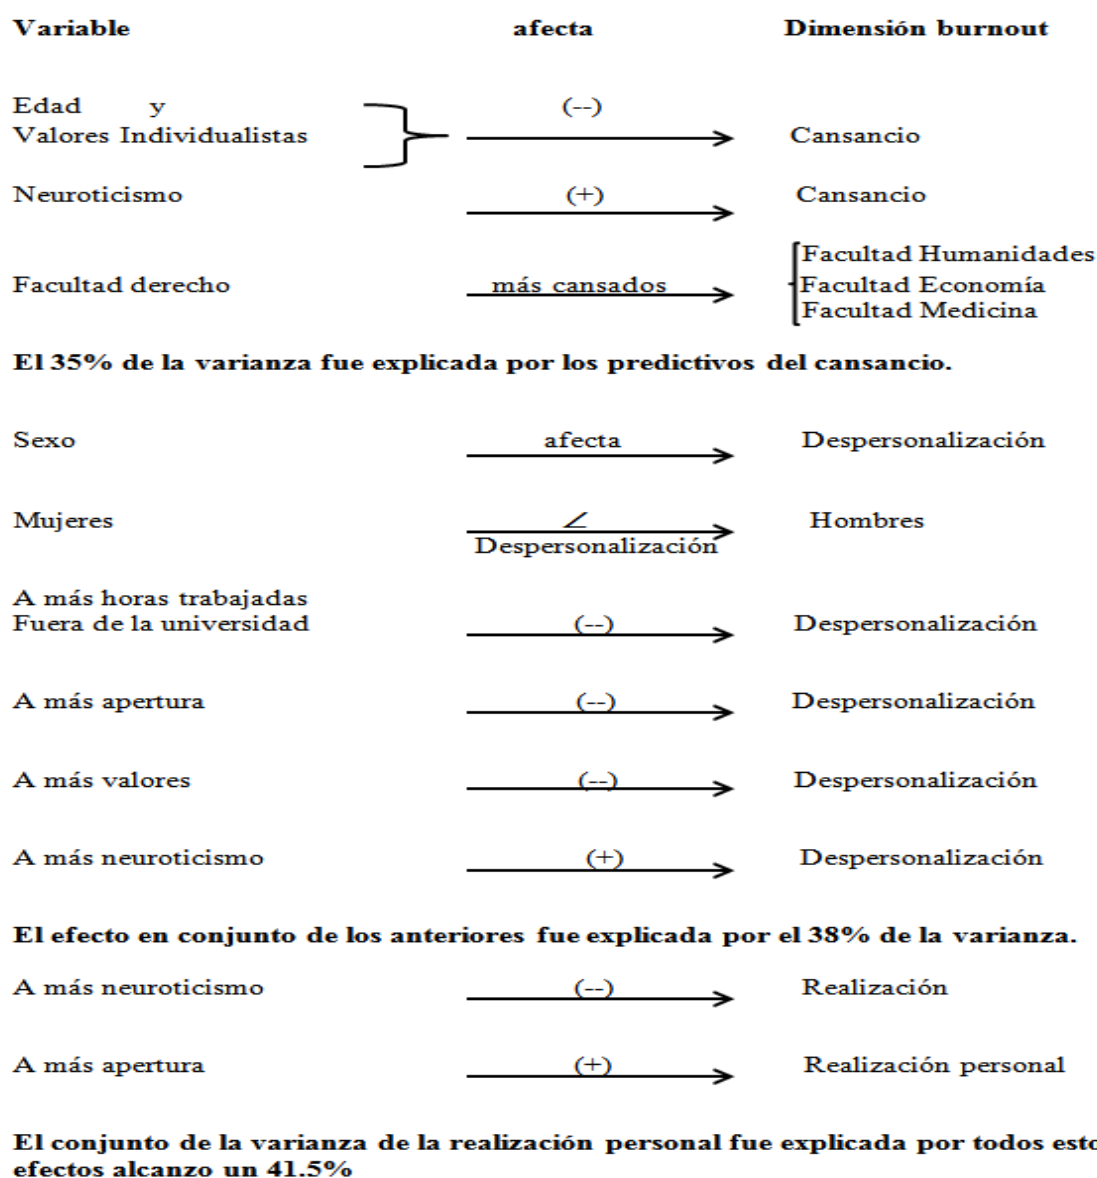 Variable afecta Dimensión burnout
Edad y (--)
Valores Individualistas Cansancio
Neuroticismo (+) Cansancio
Facultad Humanidades
Facultad derecho más cansados Facultad Economía
Facultad Medicina
El 35% de la varianza fue explicada por los predictivos del cansancio.
Sexo afecta Despersonalización
Mujeres ∠ Hombres
Despersonalización
A más horas trabajadas
Fuera de la universidad (--) Despersonalización
A más apertura (--) Despersonalización
A más valores (--) Despersonalización
A más neuroticismo (+) Despersonalización
El efecto en conjunto de los anteriores fue explicada por el 38% de la varianza.
A más neuroticismo (--) Realización
A más apertura (+) Realización personal
El conjunto de la varianza de la realización personal fue explicada por todos esto
efectos alcanzo un 41.5%